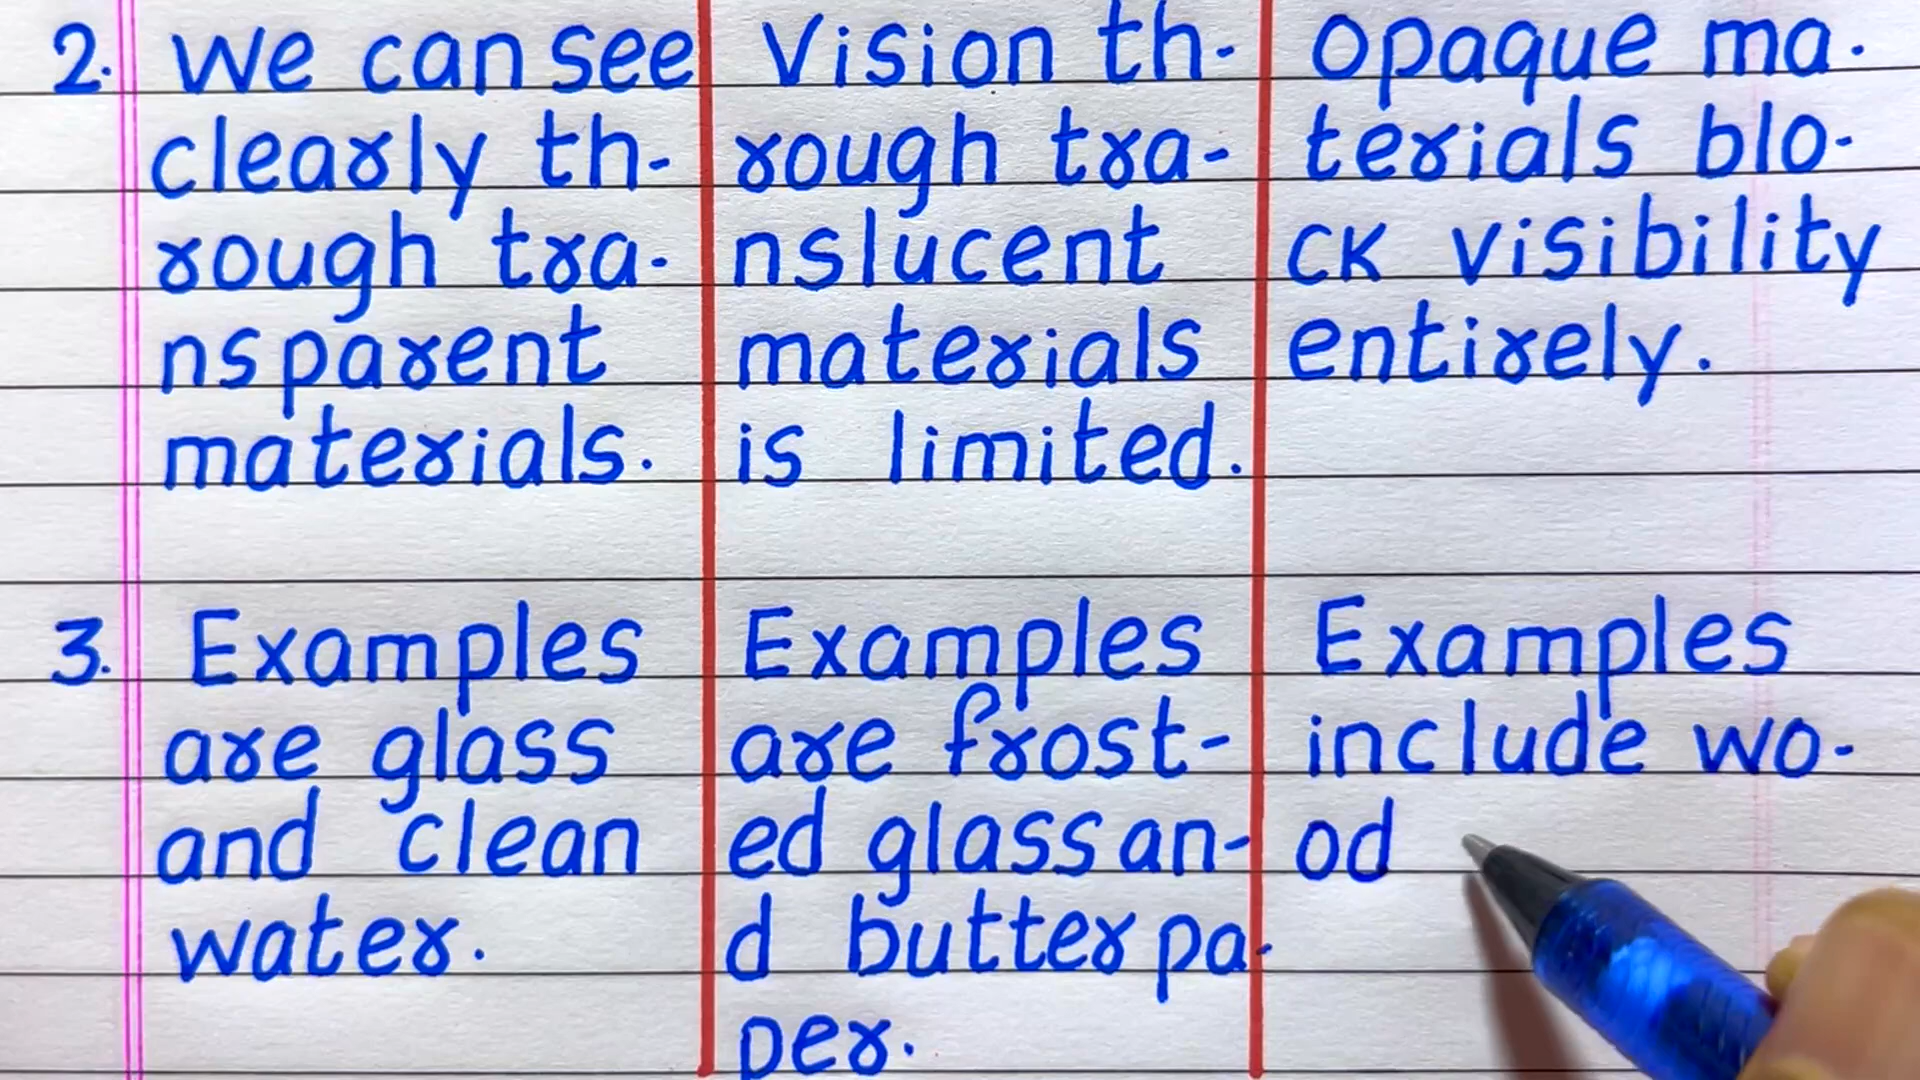 2. We can see
clearly th-
rough tra-
nsparent
materials.
Vision th-
rough tra-
nslucent
materials
is limited.
opaque ma-
terials blo-
ck visibility
entirely.
3. Examples
are glass
and clean
water.
Examples
are frost-
ed glass an-
d butter pa-
per.
Examples
include wo-
od